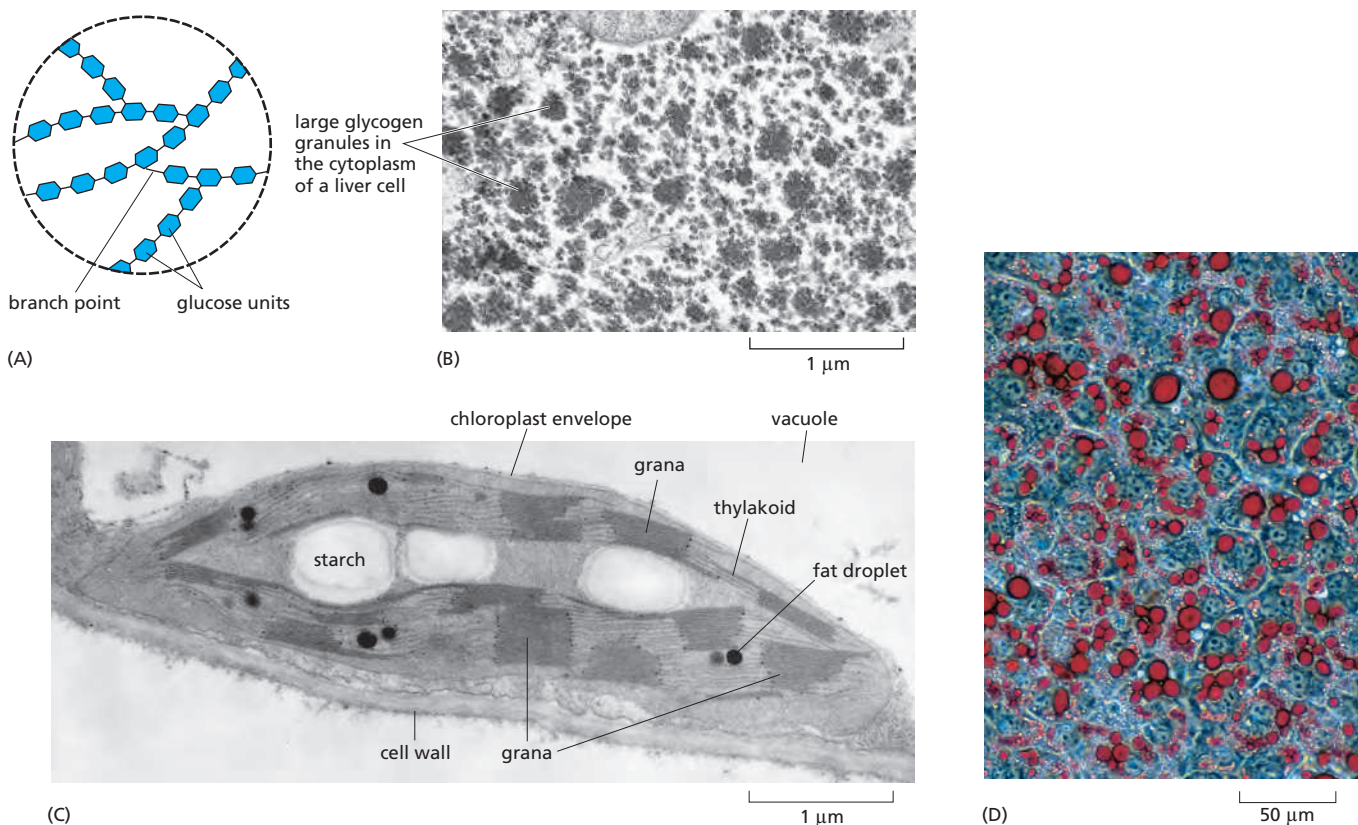 large glycogen
granules in
the cytoplasm
of a liver cell
branch point
glucose units
(A)
(B)
1 μm
chloroplast envelope
vacuole
grana
thylakoid
starch
fat droplet
cell wall
grana
(C)
1 μm
(D)
50 μm